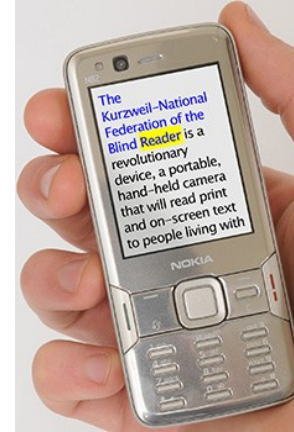 N82
The
Kurzweil–National
Federation of the
Blind Reader is a
revolutionary
device, a portable,
hand–held camera
that will read print
and on–screen text
to people living with
NOKIA